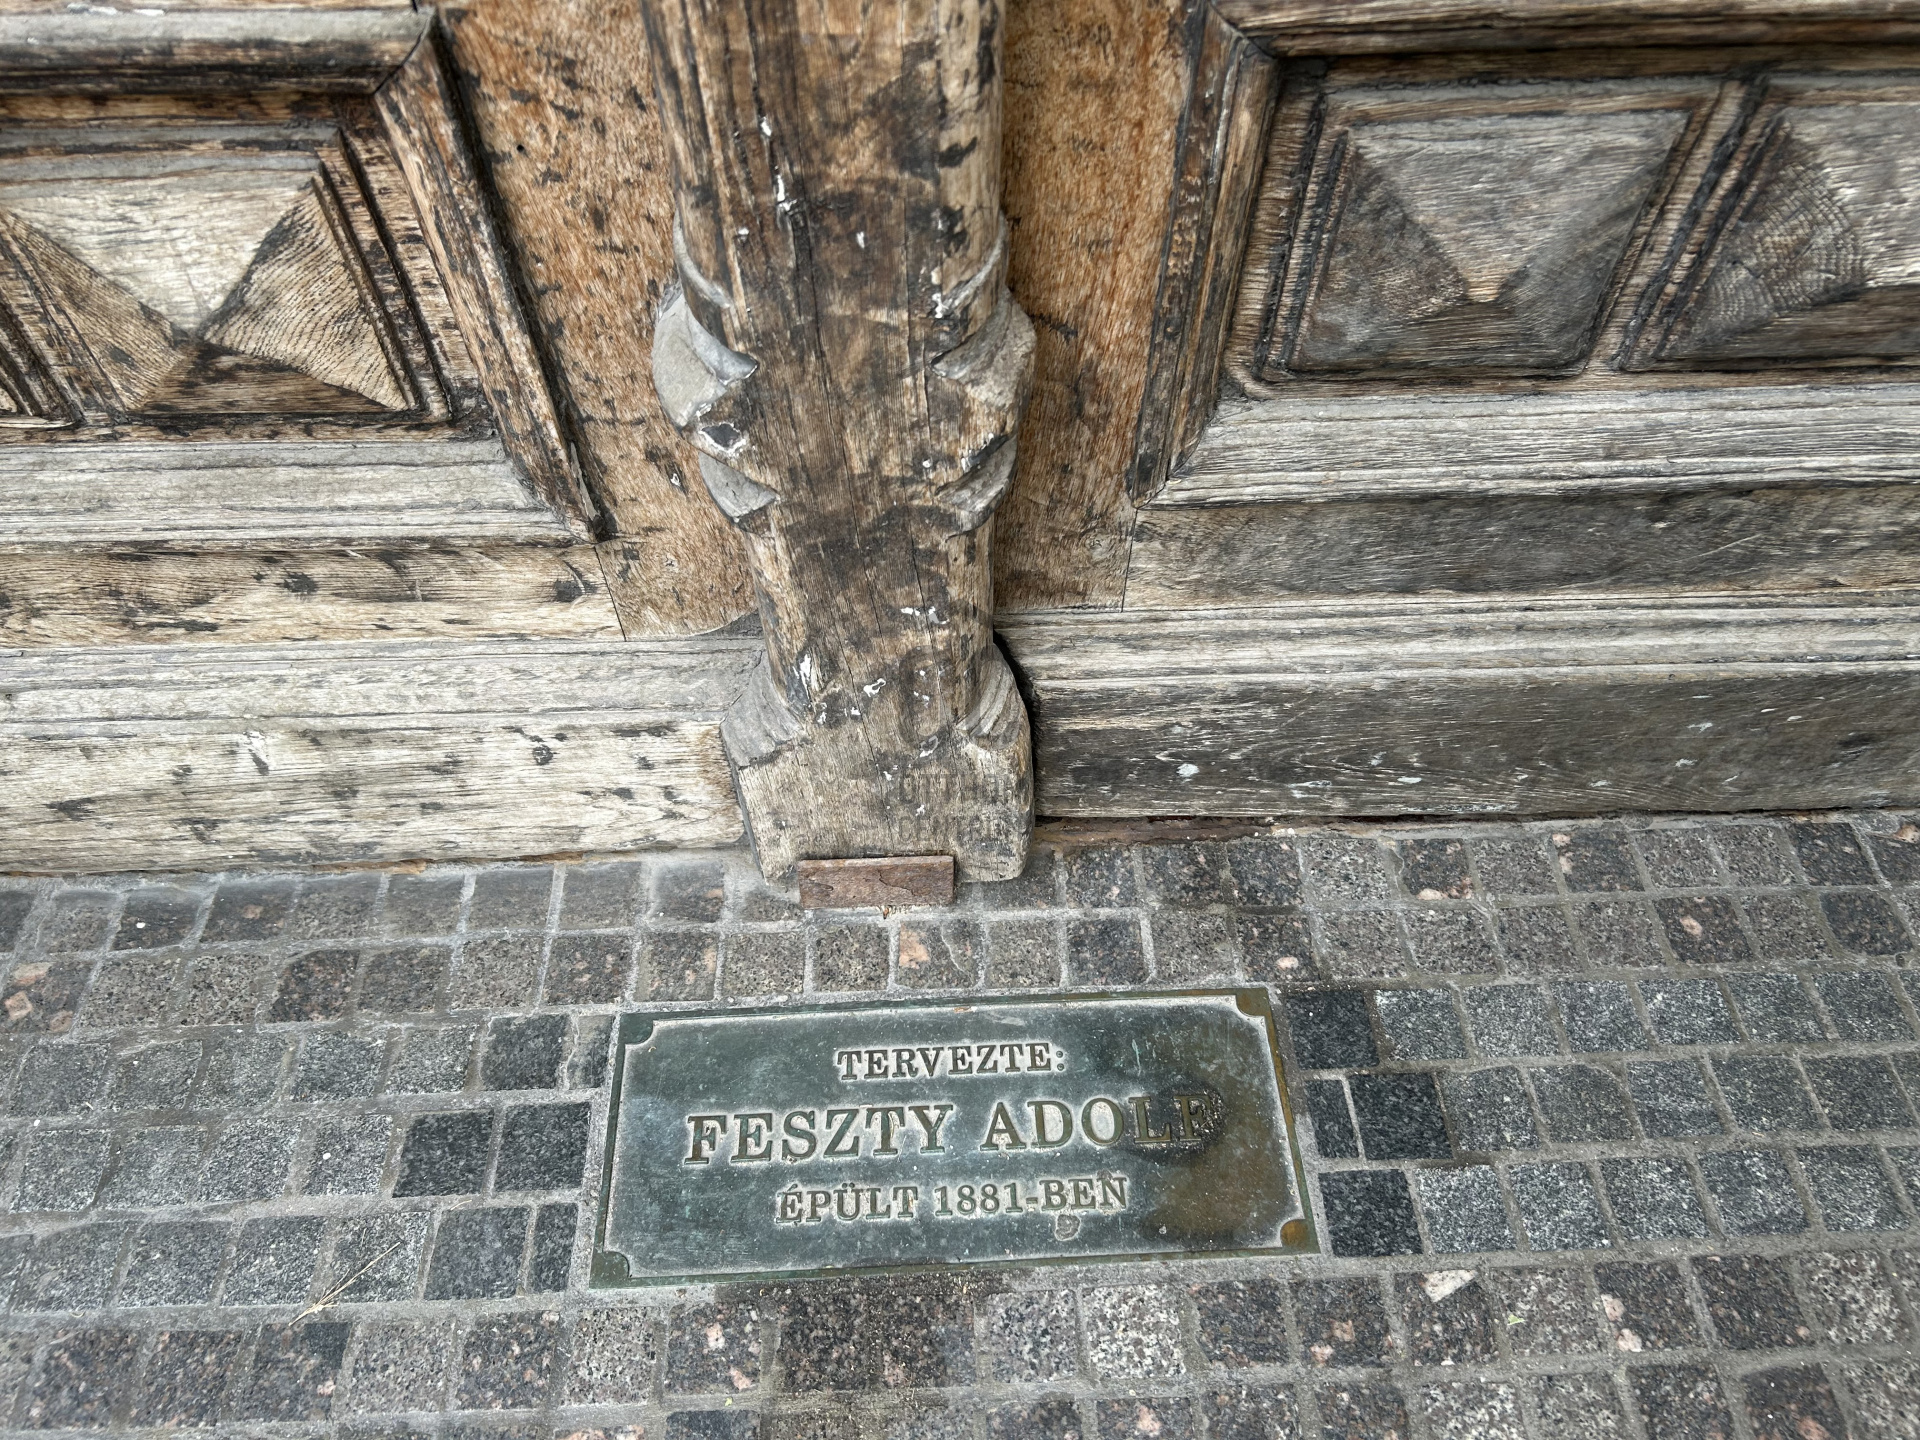 TERVEZTE:
FESZTY ADOLF
ÉPÜLT 1881-BEN